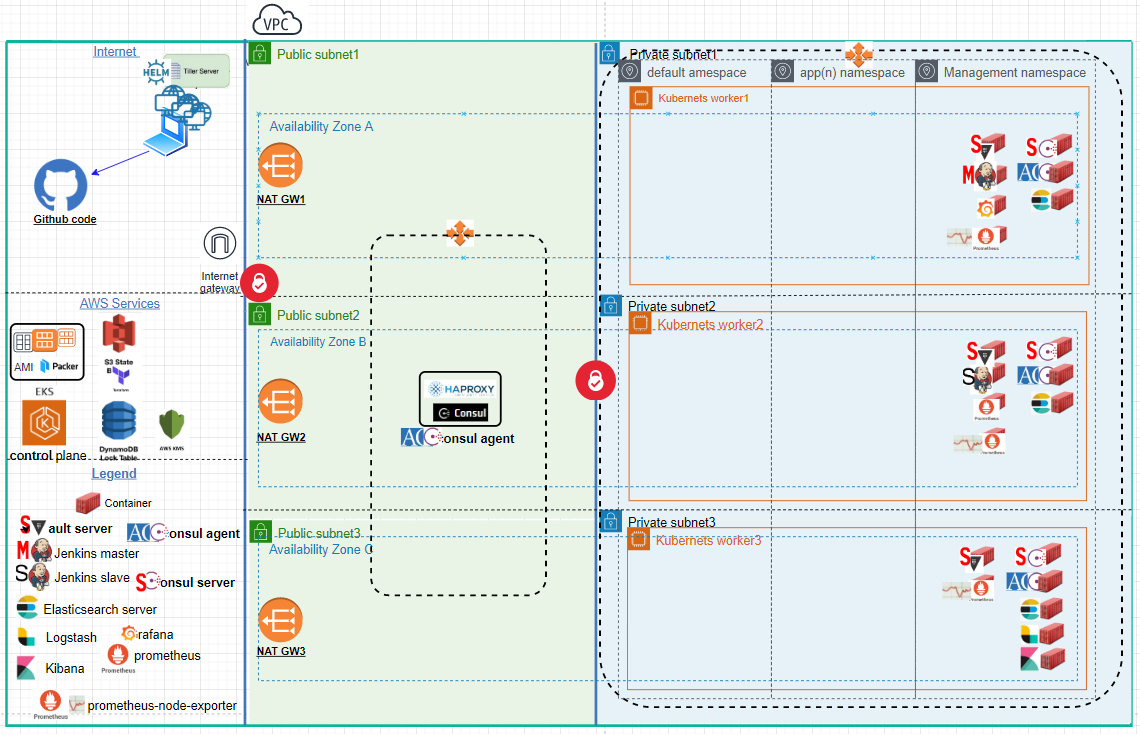 VPC
Internet
HELM
Tiller Server
Github code
Internet
gateway
AWS Services
AMI
Packer
S3 State
B
EKS
control plane
DynamoDB
Lock Table
AWS KMS
Legend
Container
S ault server
AC onsul agent
M Jenkins master
S Jenkins slave
S onsul server
Elasticsearch server
Logstash
rafana
Kibana
prometheus
Prometheus
prometheus-node-exporter
Prometheus
Public subnet1
Availability Zone A
NAT GW1
Public subnet2
Availability Zone B
NAT GW2
HAPROXY
Consul
AC onsul agent
Public subnet3
Availability Zone C
NAT GW3
Private subnet1
default amespace
app(n) namespace
Management namespace
Kubernets worker1
S
S
M
AC
Prometheus
Private subnet2
Kubernets worker2
S
S
S
AC
Prometheus
Prometheus
Private subnet3
Kubernets worker3
S
S
AC
Prometheus